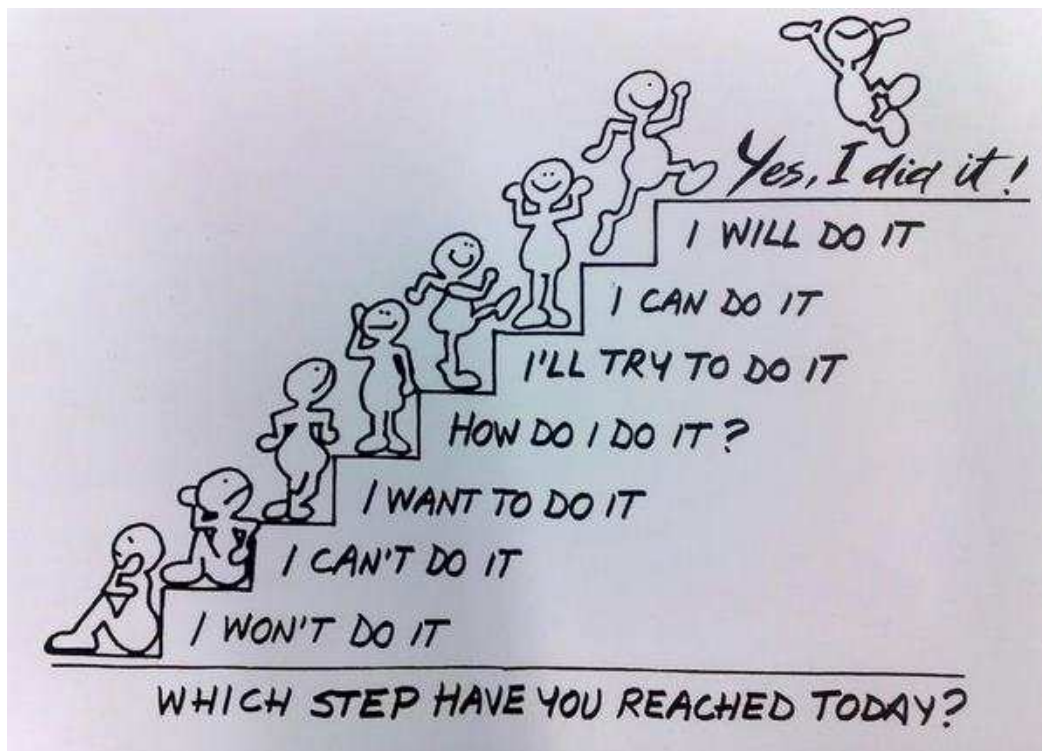 Yes, I did it!
I WILL DO IT
I CAN DO IT
I'LL TRY TO DO IT
HOW DO I DO IT?
I WANT TO DO IT
I CAN'T DO IT
I WON'T DO IT
WHICH STEP HAVE YOU REACHED TODAY?